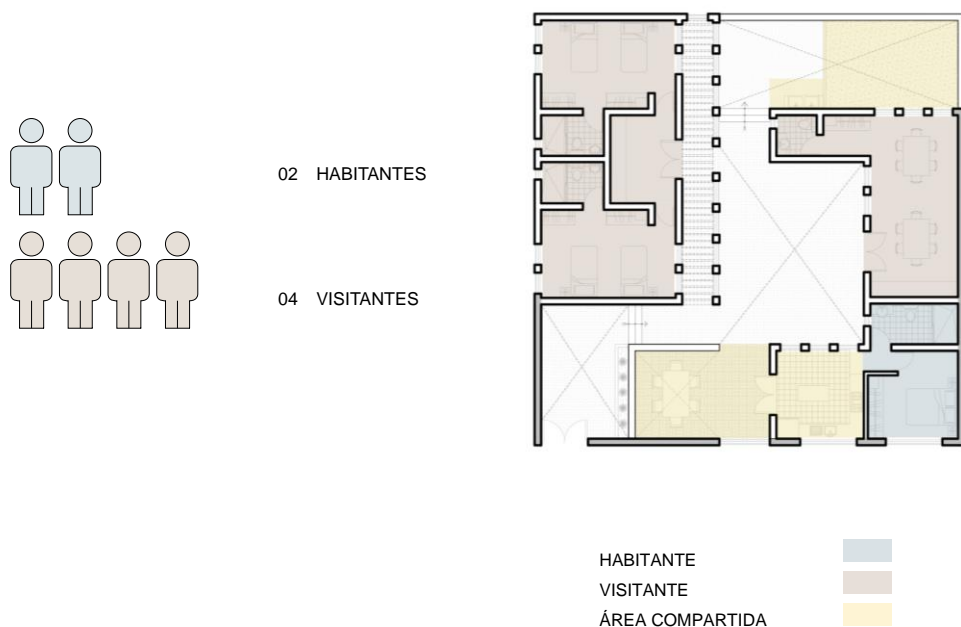 02 HABITANTES
04 VISITANTES
HABITANTE
VISITANTE
ÁREA COMPARTIDA